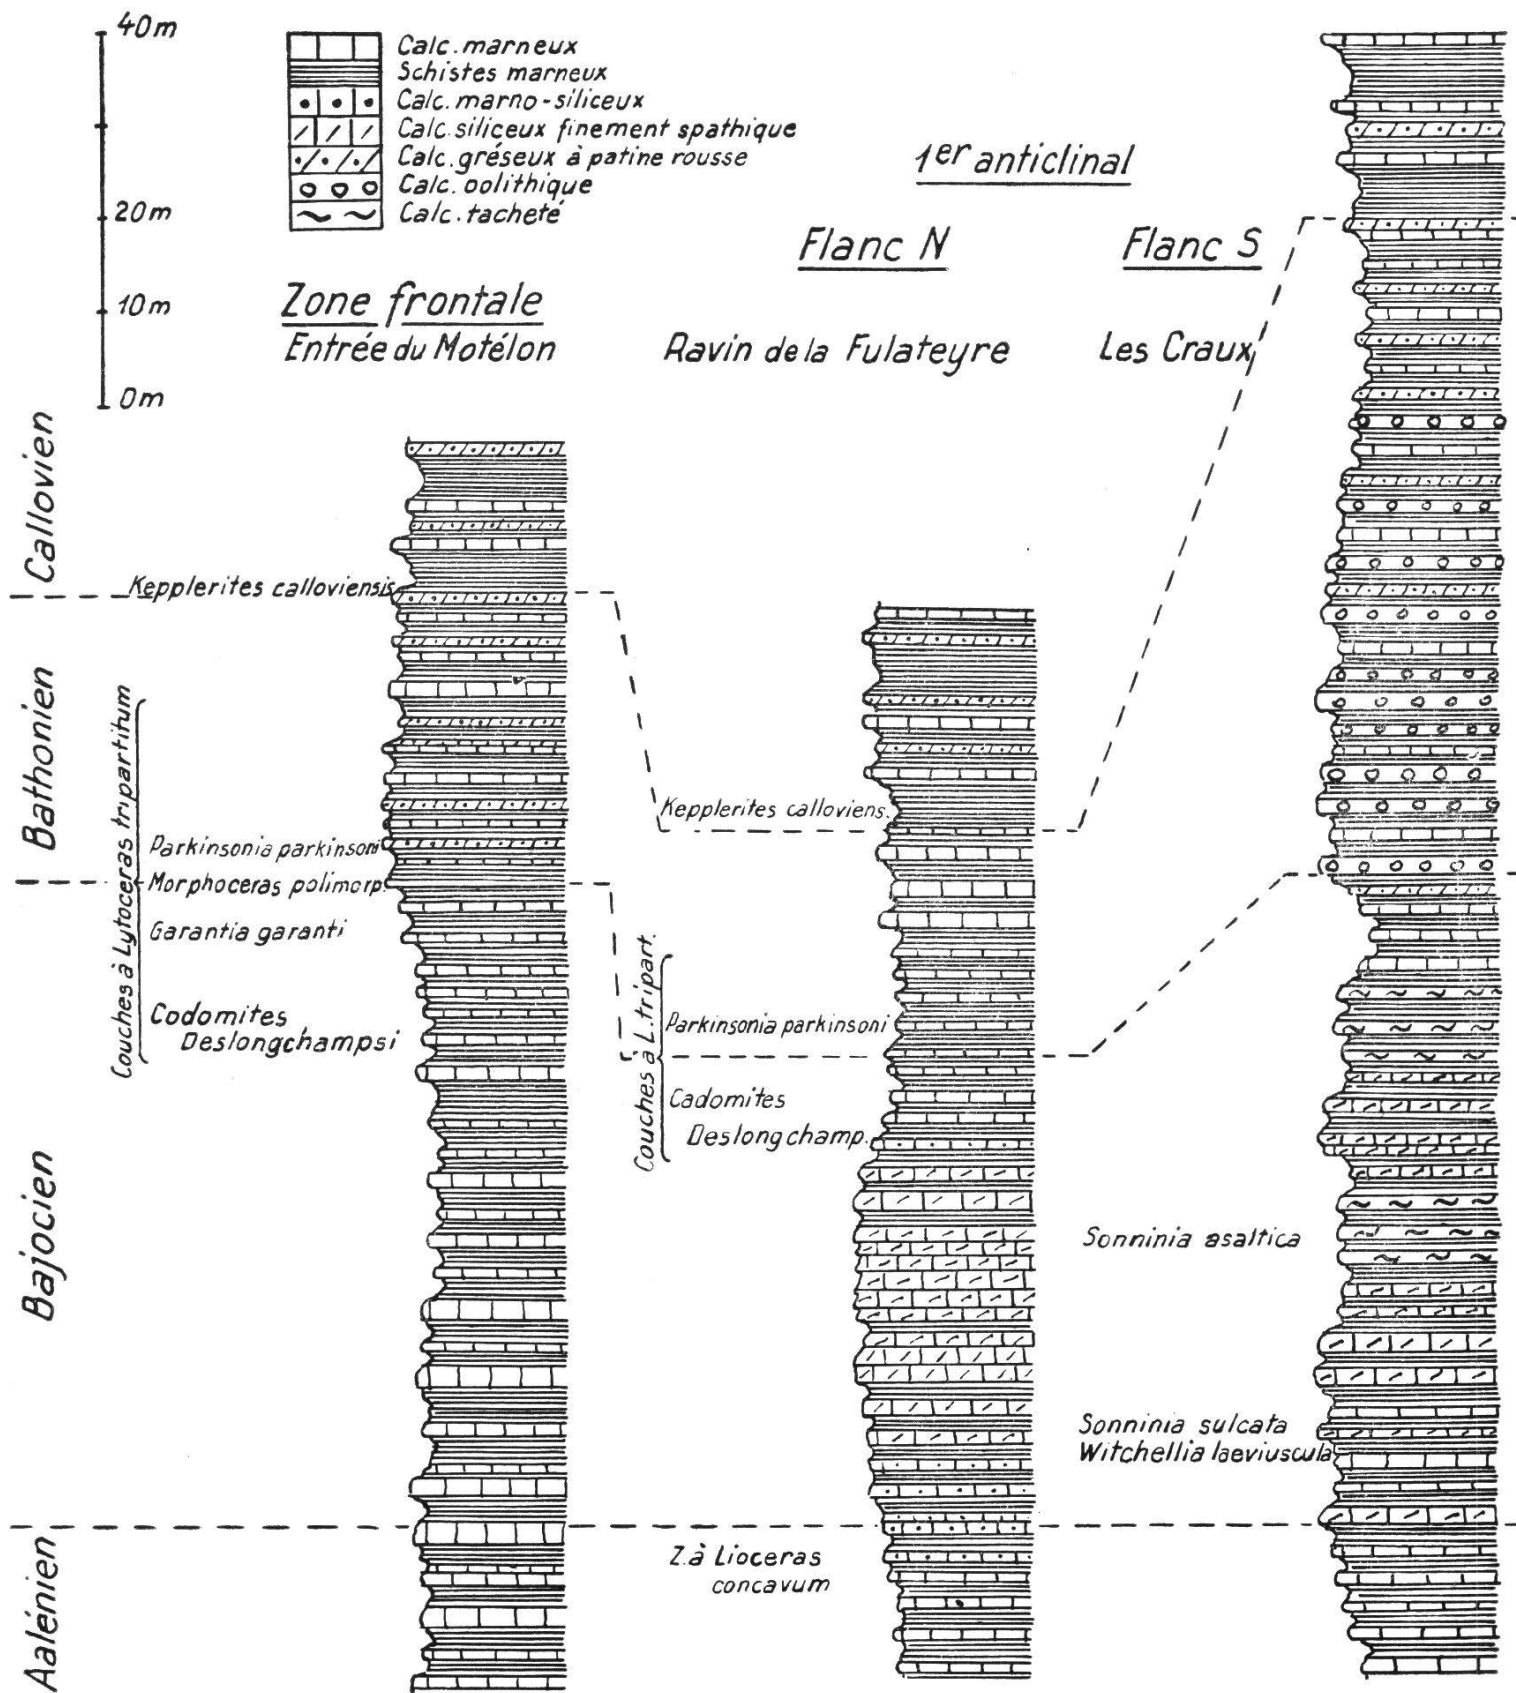 40m
20m
10m
0m
Calc. marneux
Schistes marneux
Calc. marno-siliceux
Calc. siliceux finement spathique
Calc. gréseux à patine rousse
Calc. oolithique
Calc. tacheté
1er anticlinal
Flanc N
Flanc S
Zone frontale
Entrée du Motélon
Ravin de la Fulateyre
Les Craux
Callovien
Bathonien
Bajocien
Aalénien
Kepplerites calloviensis
Couches à Lytoceras tripartitum
Parkinsonia parkinsoni
Morphoceras polimorp.
Garantia garanti
Codomites
Deslongchampsi
Kepplerites calloviens.
Couches à L. tripart.
Parkinsonia parkinsoni
Cadomites
Deslongchamp.
Z. à Lioceras
concavum
Sonninia esaltica
Sonninia sulcata
Witchellia laeviuscula